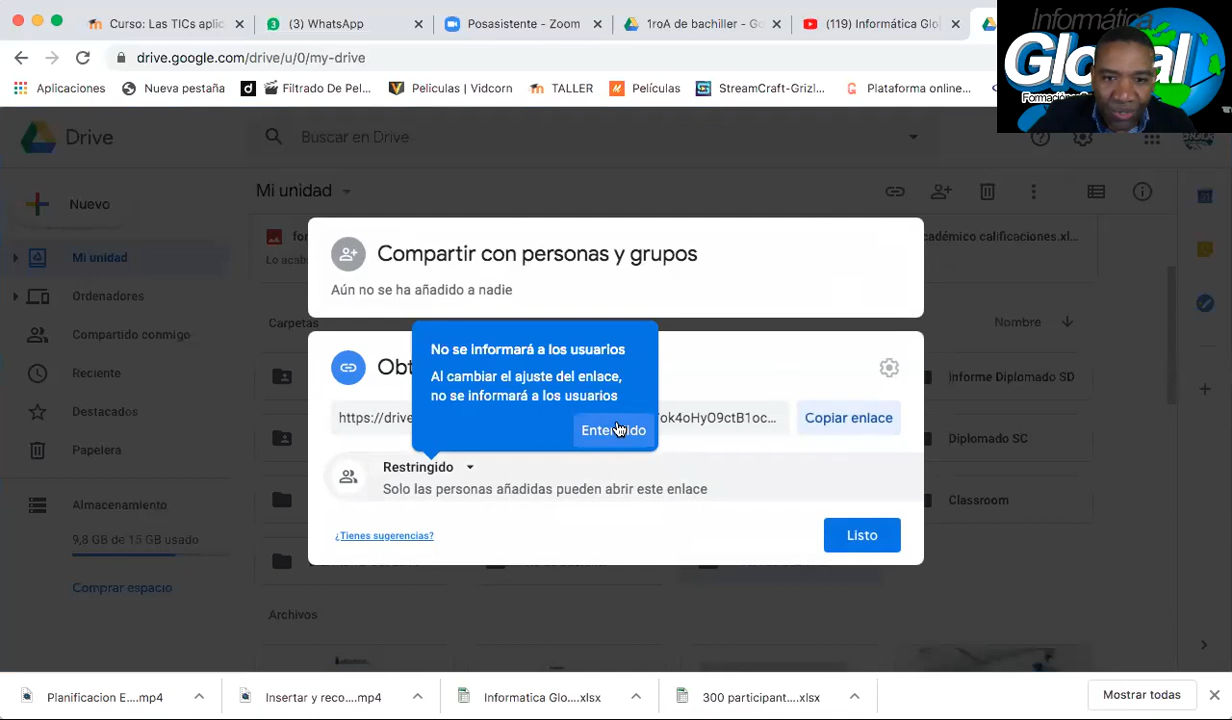 Curso: Las TICs aplic
(3) WhatsApp
Posasistente - Zoom
1roA de bachiller - Go
(119) Informática Glo
drive.google.com/drive/u/0/my-drive
Aplicaciones
Nueva pestaña
Filtrado De Pel...
Peliculas | Vidcorn
TALLER
Películas
StreamCraft-Grizl...
Plataforma online...
Informática
Global
Drive
Buscar en Drive
Mi unidad
Nuevo
Mi unidad
Ordenadores
Compartido conmigo
Reciente
Destacados
Papelera
Almacenamiento
9,8 GB de 15 GB usado
Comprar espacio
Compartir con personas y grupos
Aún no se ha añadido a nadie
Carpetas
Nombre
No se informará a los usuarios
Al cambiar el ajuste del enlace,
no se informará a los usuarios
Entendido
Obt
https://drive
ok4oHyO9ctB1oc...
Copiar enlace
Restringido
Solo las personas añadidas pueden abrir este enlace
¿Tienes sugerencias?
Listo
cadémico calificaciones.xl...
Informe Diplomado SD
Diplomado SC
Classroom
Archivos
Planificacion E....mp4
Insertar y reco....mp4
Informatica Glo....xlsx
300 participant....xlsx
Mostrar todas